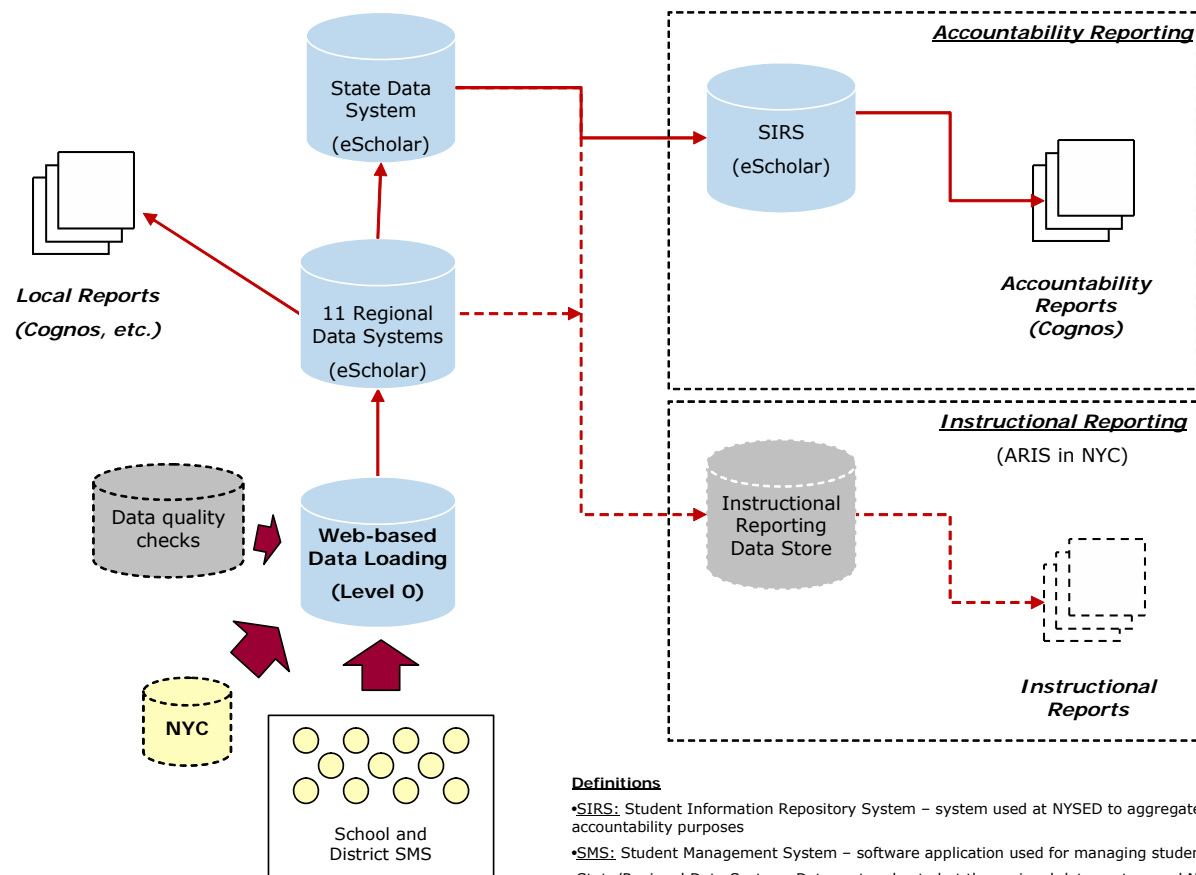 Accountability Reporting
State Data
System
(eScholar)
SIRS
(eScholar)
Local Reports
(Cognos, etc.)
11 Regional
Data Systems
(eScholar)
Accountability
Reports
(Cognos)
Instructional Reporting
(ARIS in NYC)
Data quality
checks
Web-based
Data Loading
(Level 0)
Instructional
Reporting
Data Store
Instructional
Reports
NYC
School and
District SMS
Definitions
•SIRS: Student Information Repository System – system used at NYSED to aggregate
accountability purposes
•SMS: Student Management System – software application used for managing